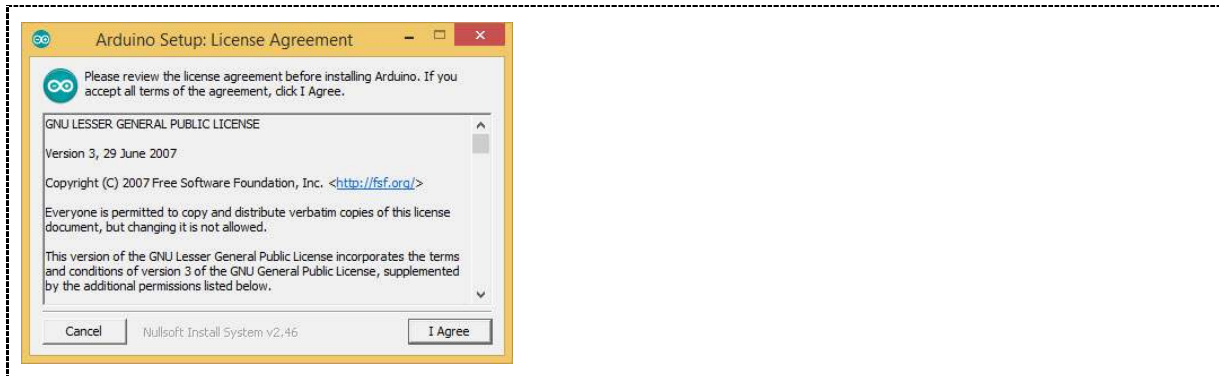 Arduino Setup: License Agreement
Please review the license agreement before installing Arduino. If you
accept all terms of the agreement, click I Agree.
GNU LESSER GENERAL PUBLIC LICENSE
Version 3, 29 June 2007
Copyright (C) 2007 Free Software Foundation, Inc. <http://fsf.org/>
Everyone is permitted to copy and distribute verbatim copies of this license
document, but changing it is not allowed.
This version of the GNU Lesser General Public License incorporates the terms
and conditions of version 3 of the GNU General Public License, supplemented
by the additional permissions listed below.
Cancel Nullsoft Install System v2.46 I Agree